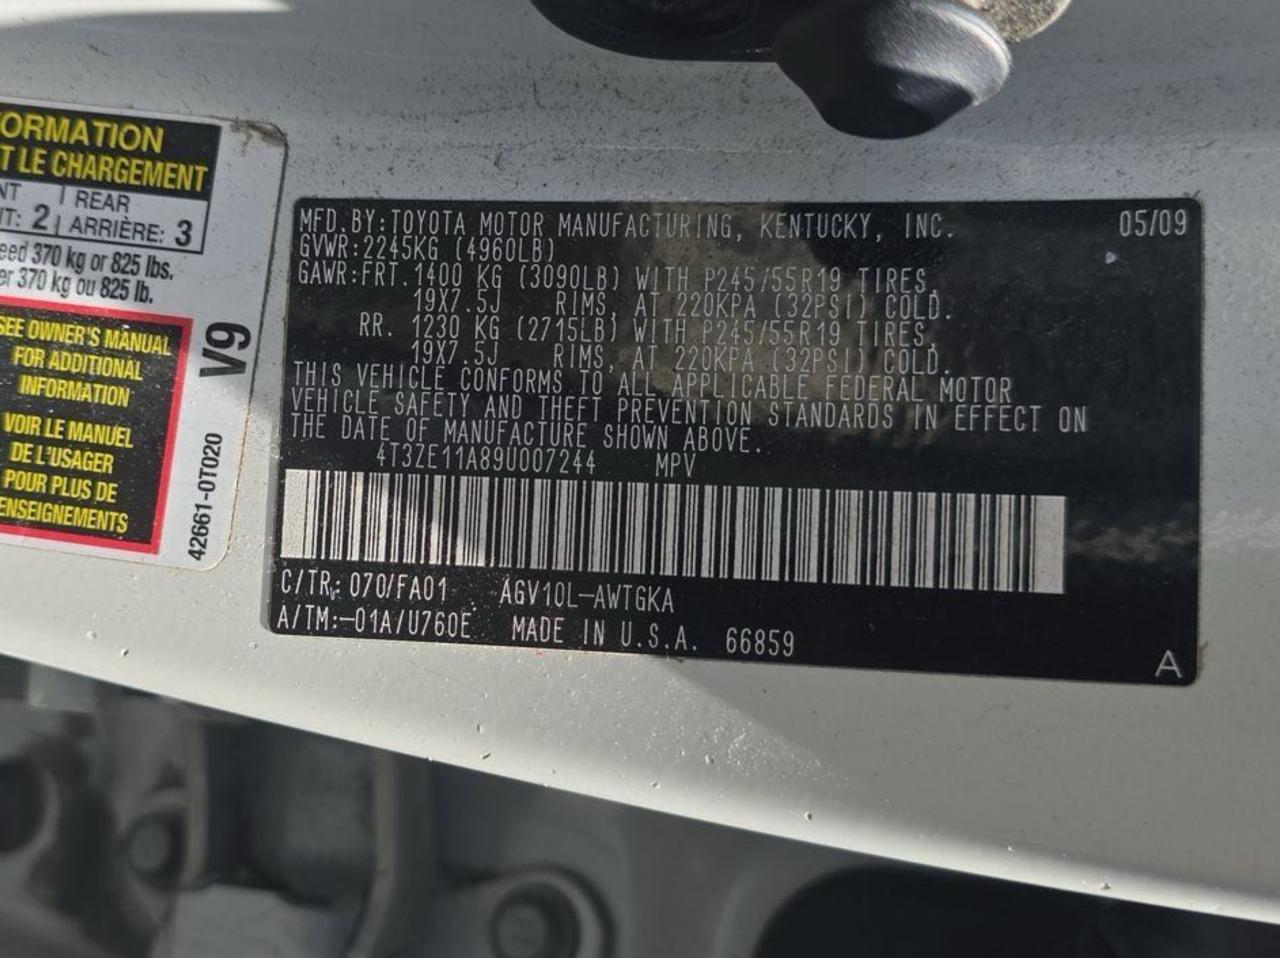 ORMATION
T LE CHARGEMENT
NT | REAR
IT: 2 | ARRIÈRE: 3
eed 370 kg or 825 lbs.
er 370 kg ou 825 lb.
SEE OWNER'S MANUAL
FOR ADDITIONAL
INFORMATION
VOIR LE MANUEL
DE L'USAGER
POUR PLUS DE
ENSEIGNEMENTS
V9
42661-0T020
MFD.BY:TOYOTA MOTOR MANUFACTURING, KENTUCKY, INC. 05/09
GVWR:2245KG (4960LB)
GAWR:FRT. 1400 KG (3090LB) WITH P245/55R19 TIRES,
19X7.5J RIMS, AT 220KPA (32PSI) COLD.
RR. 1230 KG (2715LB) WITH P245/55R19 TIRES,
19X7.5J RIMS, AT 220KPA (32PSI) COLD.
THIS VEHICLE CONFORMS TO ALL APPLICABLE FEDERAL MOTOR
VEHICLE SAFETY AND THEFT PREVENTION STANDARDS IN EFFECT ON
THE DATE OF MANUFACTURE SHOWN ABOVE.
4T3ZE11A89U007244 MPV
C/TR: 070/FA01 AGV10L-AWTGKA
A/TM:-01A/U760E MADE IN U.S.A. 66859
A